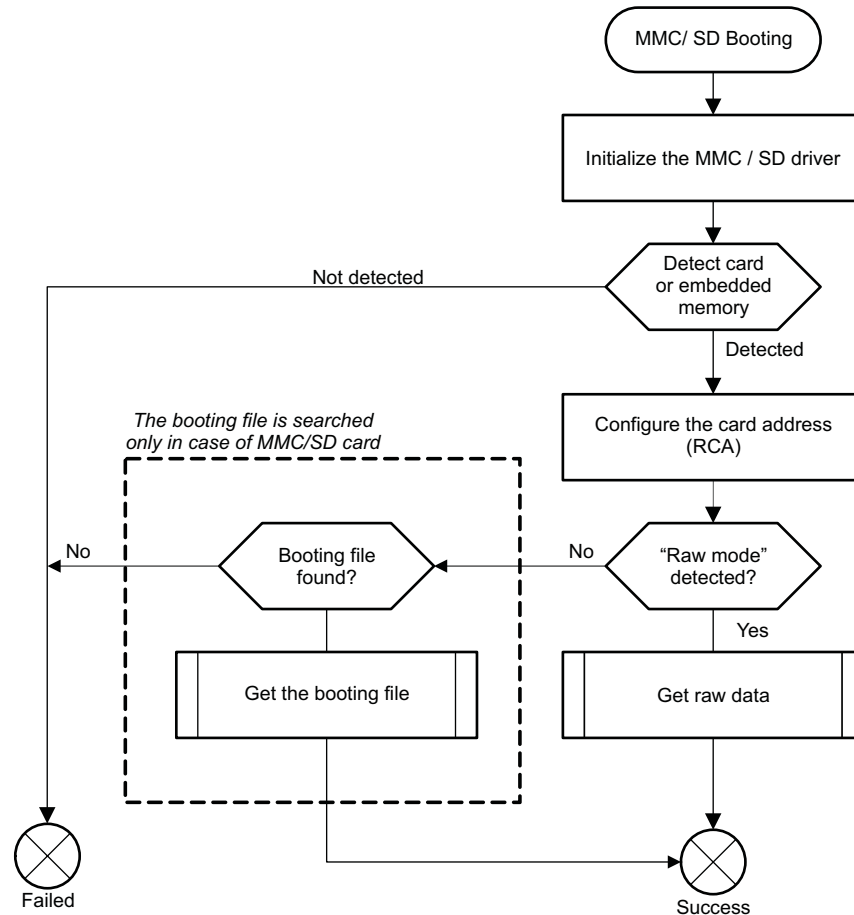 MMC/ SD Booting
Initialize the MMC / SD driver
Detect card
or embedded
memory
Not detected
Detected
Configure the card address
(RCA)
The booting file is searched
only in case of MMC/SD card
“Raw mode”
detected?
No
Booting file
found?
No
Yes
Get the booting file
Get raw data
Failed
Success